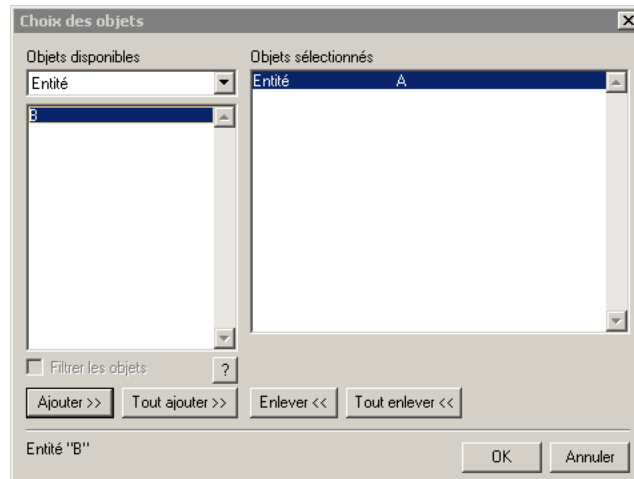 Choix des objets
Objets disponibles
Objets sélectionnés
Entité
Entité A
B
Filtrer les objets
?
Ajouter >> Tout ajouter >> Enlever << Tout enlever <<
Entité "B"
OK Annuler